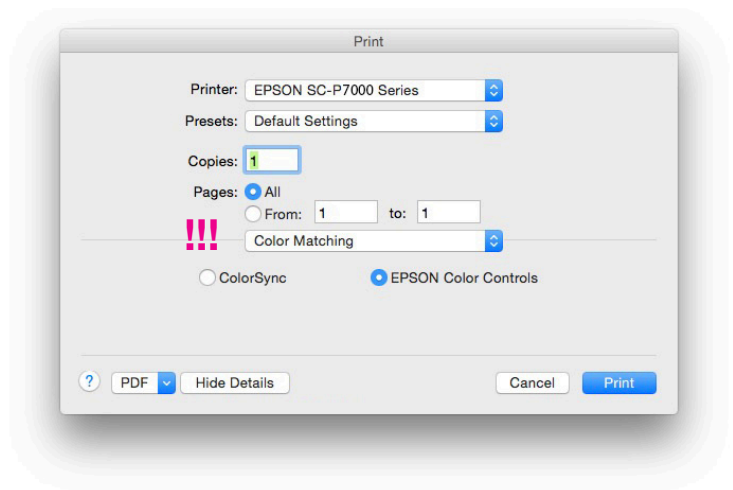 Print
Printer: EPSON SC-P7000 Series
Presets: Default Settings
Copies: 1
Pages: All
From: 1 to: 1
!!! Color Matching
ColorSync EPSON Color Controls
? PDF Hide Details Cancel Print